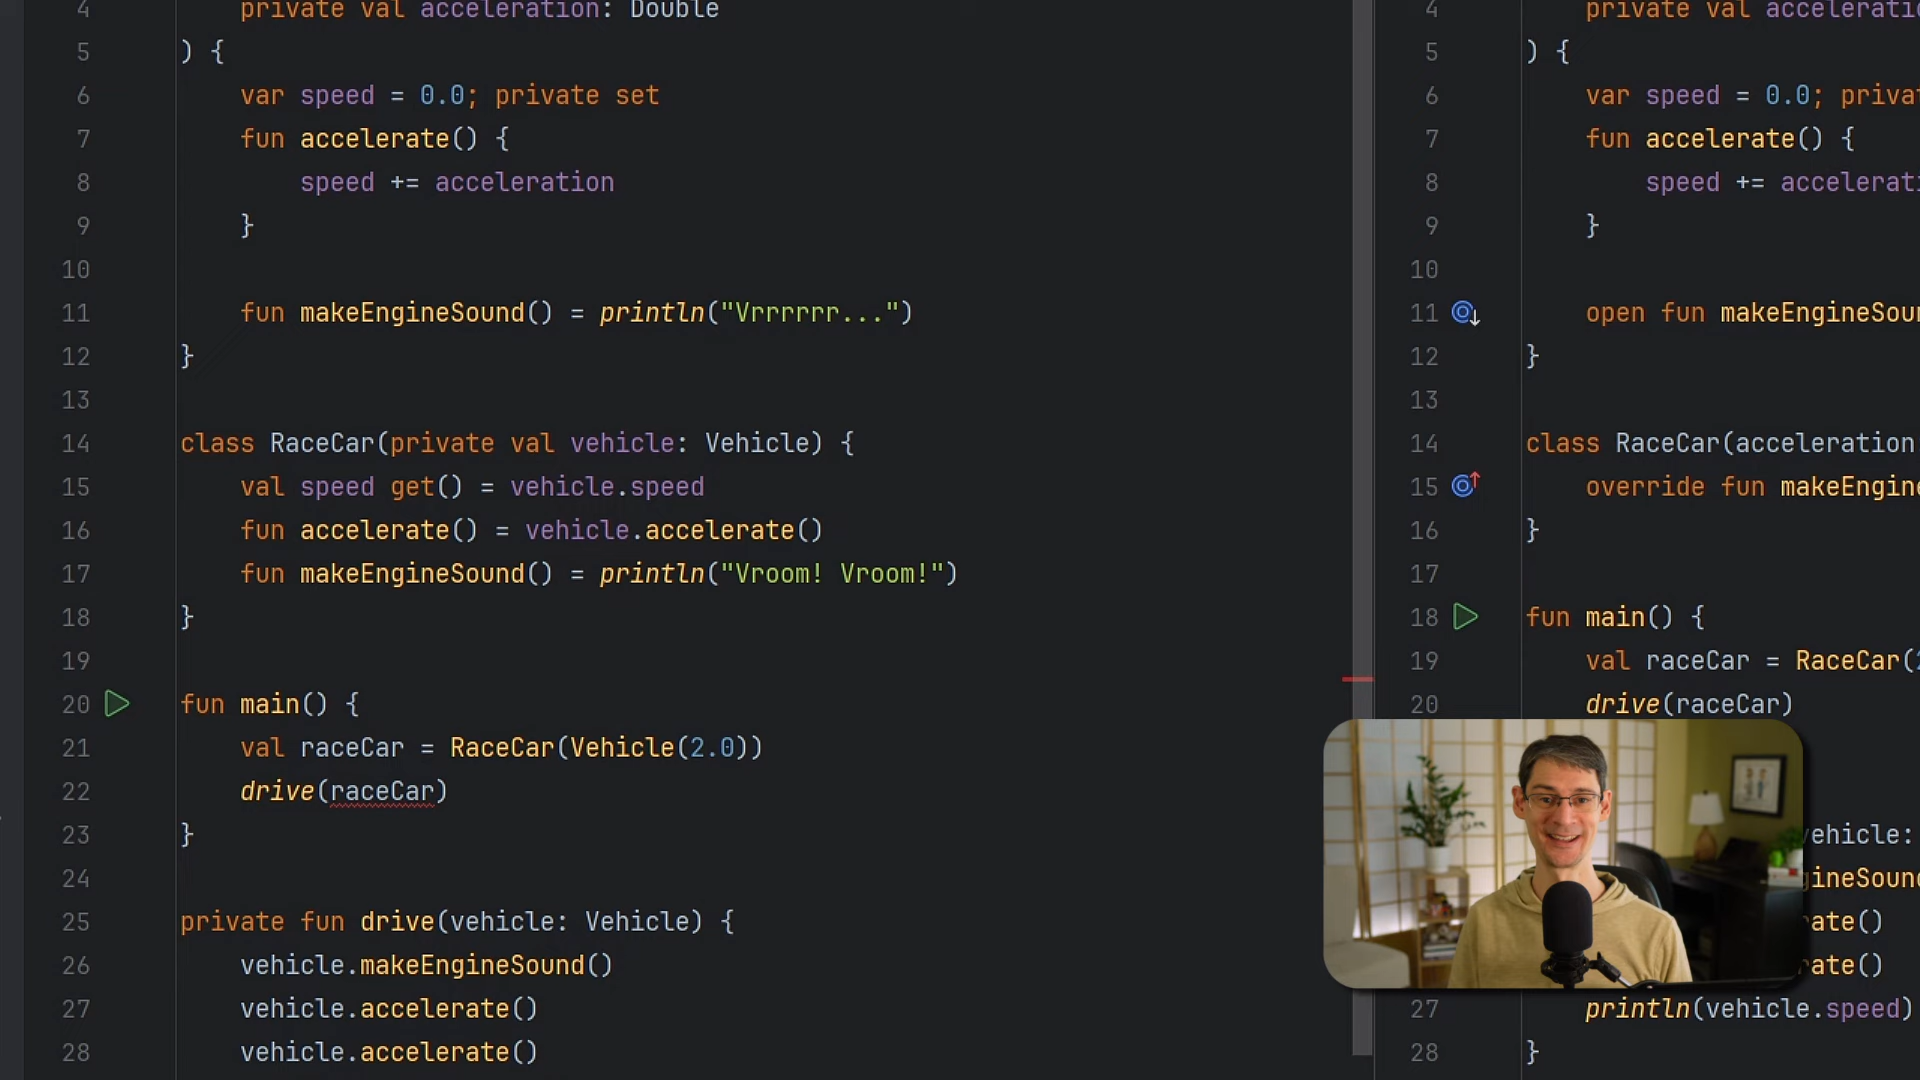 4 private val acceleration: Double
5 ) {
6 var speed = 0.0; private set
7 fun accelerate() {
8 speed += acceleration
9 }
10
11 fun makeEngineSound() = println("Vrrrrrr...")
12 }
13
14 class RaceCar(private val vehicle: Vehicle) {
15 val speed get() = vehicle.speed
16 fun accelerate() = vehicle.accelerate()
17 fun makeEngineSound() = println("Vroom! Vroom!")
18 }
19
20 fun main() {
21 val raceCar = RaceCar(Vehicle(2.0))
22 drive(raceCar)
23 }
24
25 private fun drive(vehicle: Vehicle) {
26 vehicle.makeEngineSound()
27 vehicle.accelerate()
28 vehicle.accelerate()
4 private val acceleratio
5 ) {
6 var speed = 0.0; priva
7 fun accelerate() {
8 speed += accelerati
9 }
10
11 open fun makeEngineSou
12 }
13
14 class RaceCar(acceleration
15 override fun makeEngin
16 }
17
18 fun main() {
19 val raceCar = RaceCar(
20 drive(raceCar)
ehicle:
gineSoun
ate()
ate()
27 println(vehicle.speed)
28 }